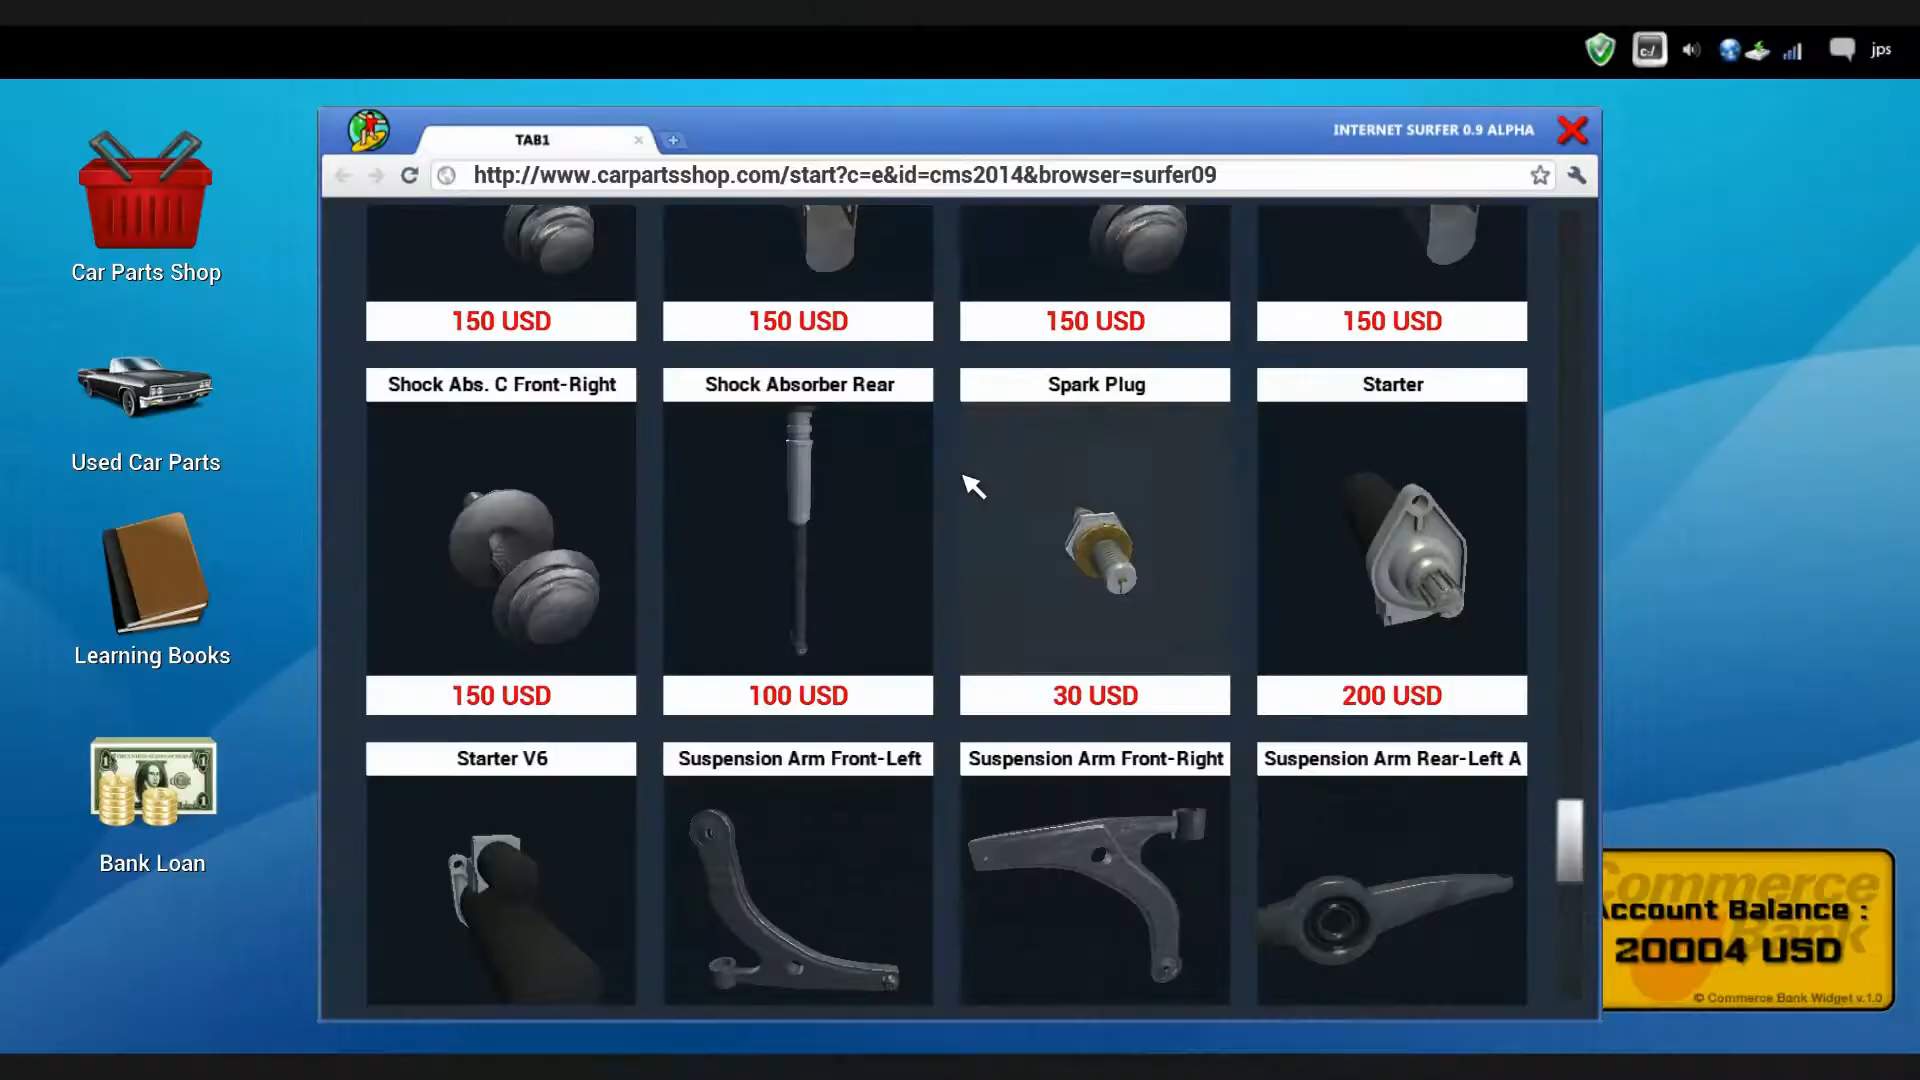 c:/
jps
TAB1
INTERNET SURFER 0.9 ALPHA
http://www.carpartsshop.com/start?c=e&id=cms2014&browser=surfer09
Car Parts Shop
Used Car Parts
Learning Books
Bank Loan
150 USD
150 USD
150 USD
150 USD
Shock Abs. C Front-Right
Shock Absorber Rear
Spark Plug
Starter
150 USD
100 USD
30 USD
200 USD
Starter V6
Suspension Arm Front-Left
Suspension Arm Front-Right
Suspension Arm Rear-Left A
Commerce
Bank
Account Balance :
20004 USD
© Commerce Bank Widget v.1.0